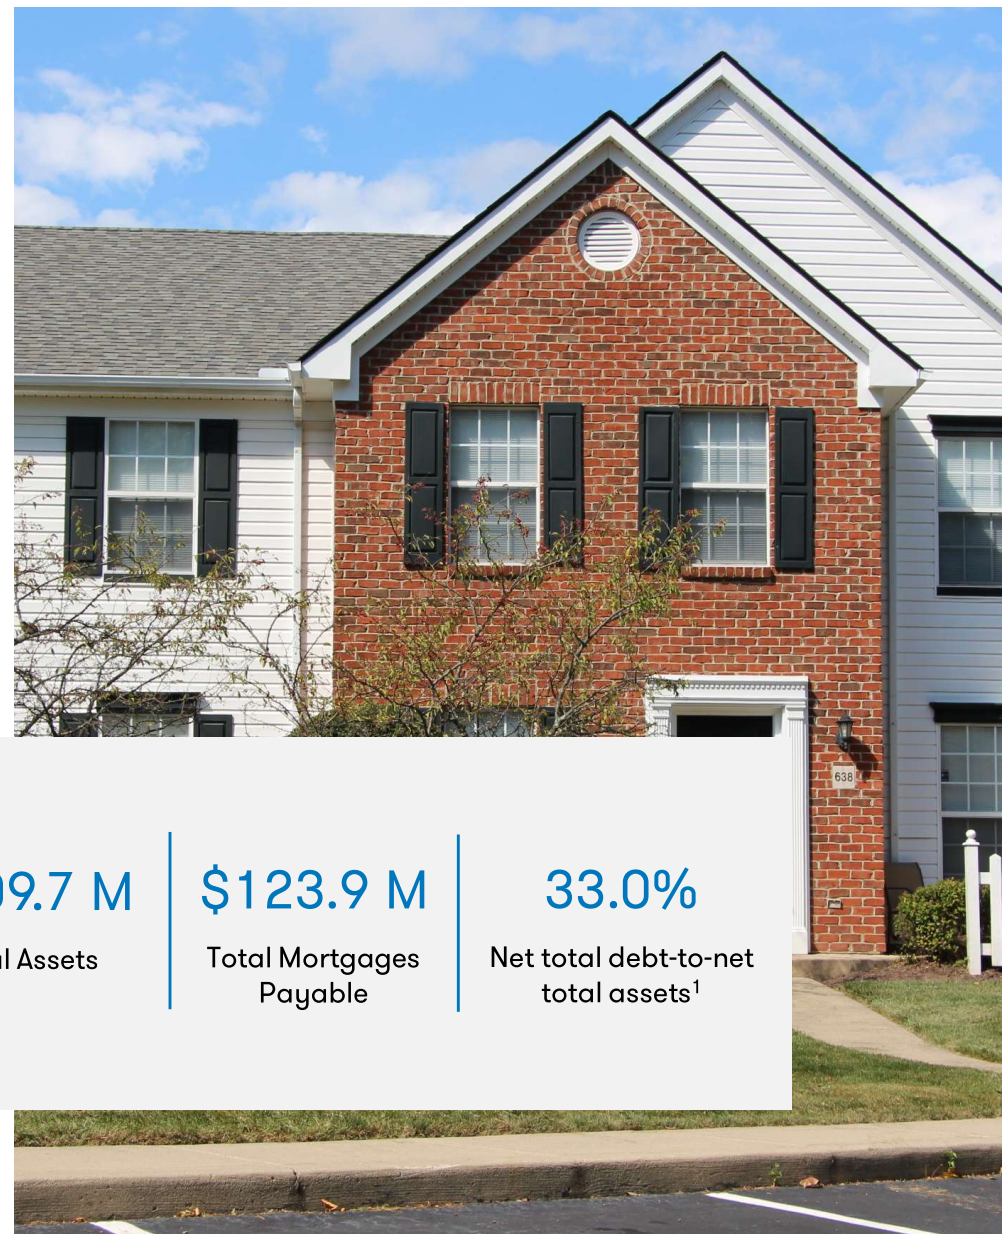 638
9.7 M
$123.9 M
33.0%
Assets
Total Mortgages
Payable
Net total debt-to-net
total assets¹